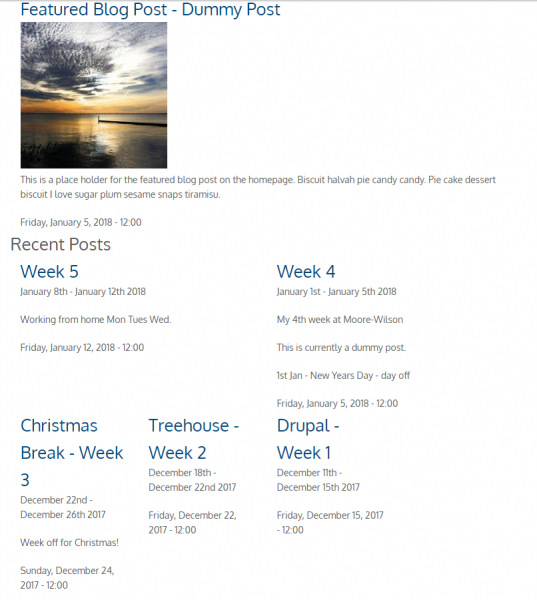 Featured Blog Post - Dummy Post
This is a place holder for the featured blog post on the homepage. Biscuit halvah pie candy candy. Pie cake dessert
biscuit I love sugar plum sesame snaps tiramisu.
Friday, January 5, 2018 - 12:00
Recent Posts
Week 5
January 8th - January 12th 2018
Working from home Mon Tues Wed.
Friday, January 12, 2018 - 12:00
Week 4
January 1st - January 5th 2018
My 4th week at Moore-Wilson
This is currently a dummy post.
1st Jan - New Years Day - day off
Friday, January 5, 2018 - 12:00
Christmas
Break - Week
3
December 22nd -
December 26th 2017
Week off for Christmas!
Sunday, December 24,
2017 - 12:00
Treehouse -
Week 2
December 18th -
December 22nd 2017
Friday, December 22,
2017 - 12:00
Drupal -
Week 1
December 11th -
December 15th 2017
Friday, December 15, 2017
- 12:00